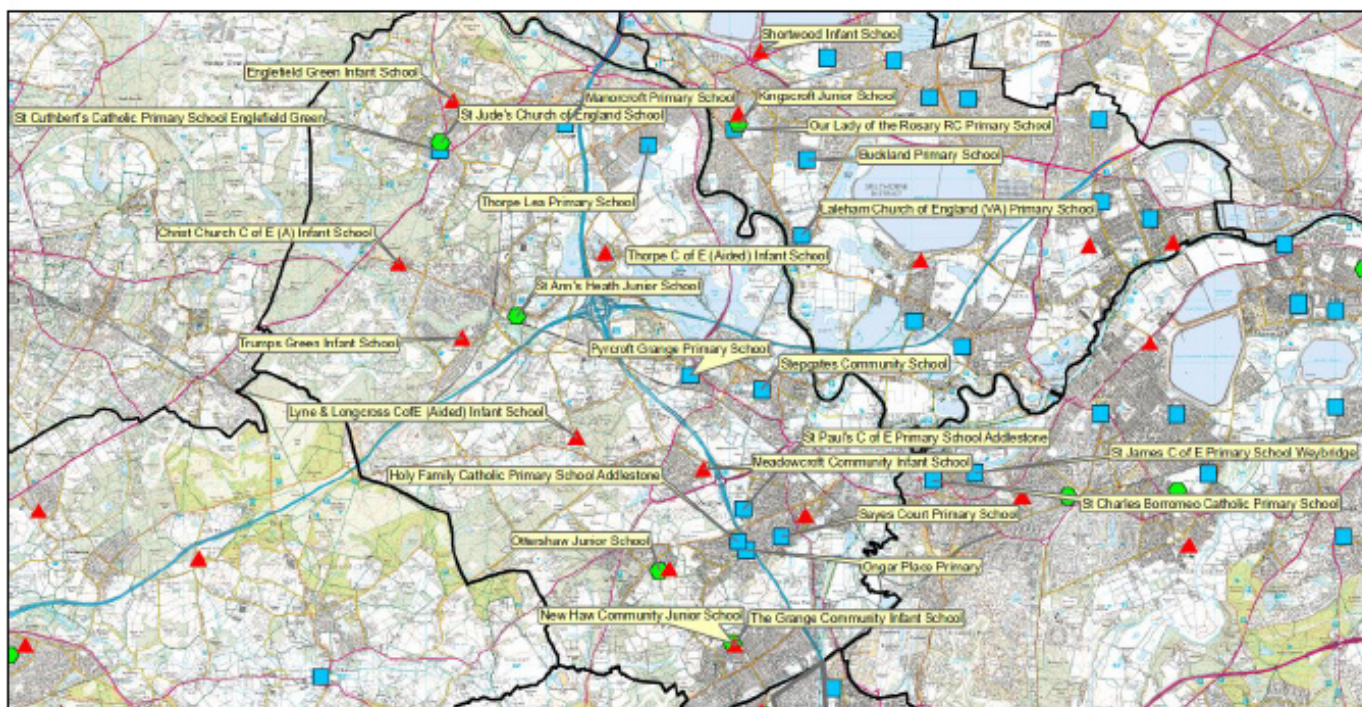 Shortwood Infant School
Englefield Green Infant School
Manorcroft Primary School
Kingscroft Junior School
St Cuthbert's Catholic Primary School Englefield Green
St Jude's Church of England School
Our Lady of the Rosary RC Primary School
Buckland Primary School
Thorpe Lea Primary School
Laleham Church of England (VA) Primary School
Christ Church C of E (A) Infant School
Thorpe C of E (Aided) Infant School
St Ann's Heath Junior School
Trumps Green Infant School
Pyrcroft Grange Primary School
Stepgates Community School
Lyne & Longcross CofE (Aided) Infant School
St Paul's C of E Primary School Addlestone
St James C of E Primary School Weybridge
Meadowcroft Community Infant School
Holy Family Catholic Primary School Addlestone
St Charles Borromeo Catholic Primary School
Sayes Court Primary School
Ottershaw Junior School
Ongar Place Primary
New Haw Community Junior School
The Grange Community Infant School